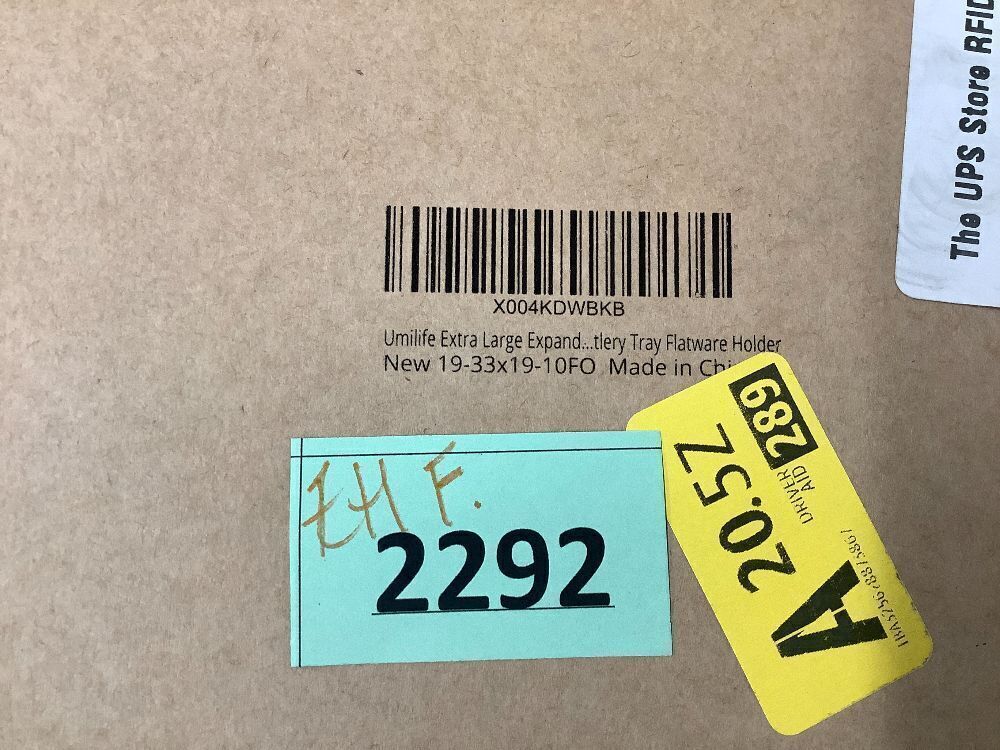 The UPS Store RFID
X004KDWBKB
Umilife Extra Large Expand...tlery Tray Flatware Holder
New 19-33x19-10FO Made in Chi
F.
2292
A
20.5Z
DRIVER AID
289